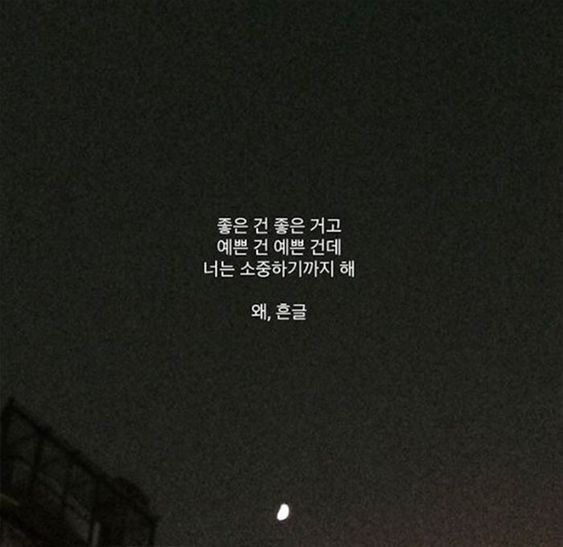 좋은 건 좋은 거고
예쁜 건 예쁜 건데
너는 소중하기까지 해
왜, 흔글